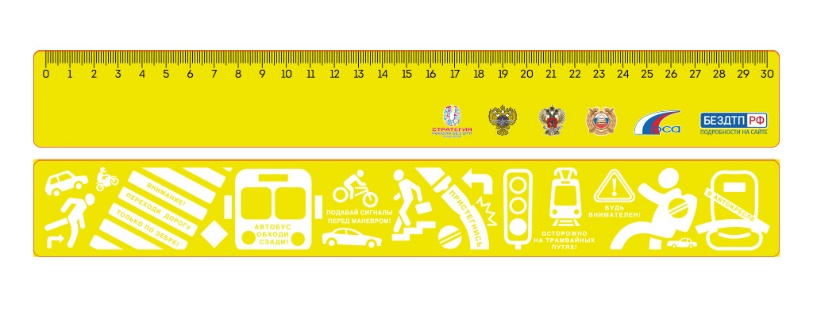 0 1 2 3 4 5 6 7 8 9 10 11 12 13 14 15 16 17 18 19 20 21 22 23 24 25 26 27 28 29 30
СТРАТЕГИЯ
РСА
БЕЗДТП РФ
ПОДРОБНОСТИ НА САЙТЕ
ВНИМАНИЕ!
ПЕРЕХОДИ ДОРОГУ
ТОЛЬКО ПО ЗЕБРЕ!
АВТОБУС
ОБХОДИ
СЗАДИ!
ПОДАВАЙ СИГНАЛЫ
ПЕРЕД МАНЕВРОМ!
ПРИСТЕГНИСЬ
ОСТОРОЖНО
НА ТРАМВАЙНЫХ
ПУТЯХ!
БУДЬ
ВНИМАТЕЛЕН!